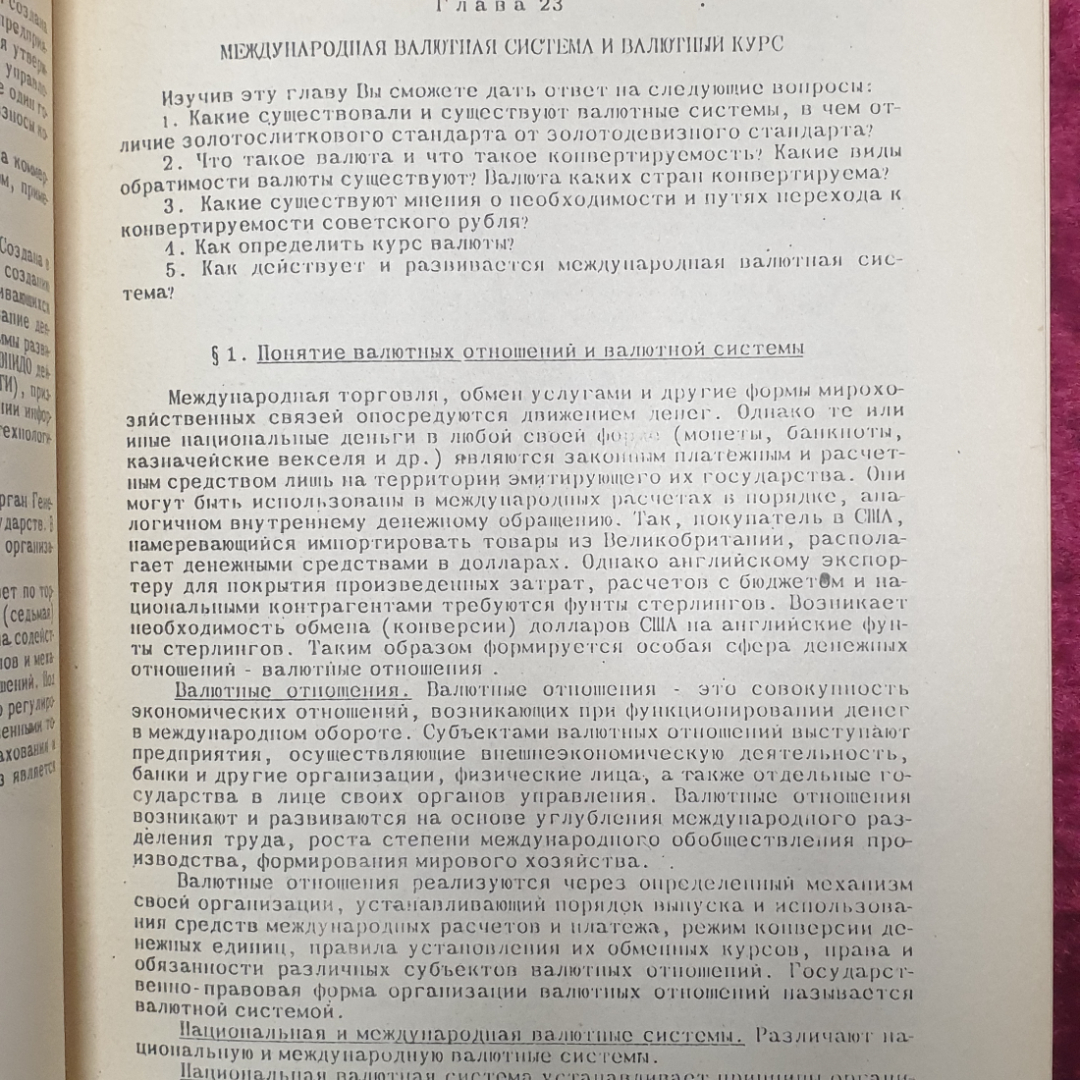 Глава 23
МЕЖДУНАРОДНАЯ ВАЛЮТНАЯ СИСТЕМА И ВАЛЮТНЫЙ КУРС
Изучив эту главу Вы сможете дать ответ на следующие вопросы:
1. Какие существовали и существуют валютные системы, в чем от-
личие золотослиткового стандарта от золотодевизного стандарта?
2. Что такое валюта и что такое конвертируемость? Какие виды
обратимости валюты существуют? Валюта каких стран конвертируема?
3. Какие существуют мнения о необходимости и путях перехода к
конвертируемости советского рубля?
4. Как определить курс валюты?
5. Как действует и развивается международная валютная сис-
тема?
§ 1. Понятие валютных отношений и валютной системы
Международная торговля, обмен услугами и другие формы мирохо-
зяйственных связей опосредуются движением денег. Однако те или
иные национальные деньги в любой своей форме (монеты, банкноты,
казначейские векселя и др.) являются законным платёжным и расчет-
ным средством лишь на территории эмитирующего их государства. Они
могут быть использованы в международных расчетах в порядке, ана-
логичном внутреннему денежному обращению. Так, покупатель в США,
намеревающийся импортировать товары из Великобритании, распола-
гает денежными средствами в долларах. Однако английскому экспор-
теру для покрытия произведенных затрат, расчетов с бюджетом и на-
циональными контрагентами требуются фунты стерлингов. Возникает
необходимость обмена (конверсии) долларов США на английские фун-
ты стерлингов. Таким образом формируется особая сфера денежных
отношений - валютные отношения .
Валютные отношения. Валютные отношения - это совокупность
экономических отношений, возникающих при функционировании денег
в международном обороте. Субъектами валютных отношений выступают
предприятия, осуществляющие внешнеэкономическую деятельность,
банки и другие организации, физические лица, а также отдельные го-
сударства в лице своих органов управления. Валютные отношения
возникают и развиваются на основе углубления международного раз-
деления труда, роста степени международного обобществления про-
изводства, формирования мирового хозяйства.
Валютные отношения реализуются через определенный механизм
своей организации, устанавливающий порядок выпуска и использова-
ния средств международных расчетов и платежа, режим конверсии де-
нежных единиц, правила установления их обменных курсов, права и
обязанности различных субъектов валютных отношений. Государст-
венно-правовая форма организации валютных отношений называется
валютной системой.
Национальная и международная валютные системы. Различают на-
циональную и международную валютные системы.
Национальная валютная система устанавливает принципы органи-